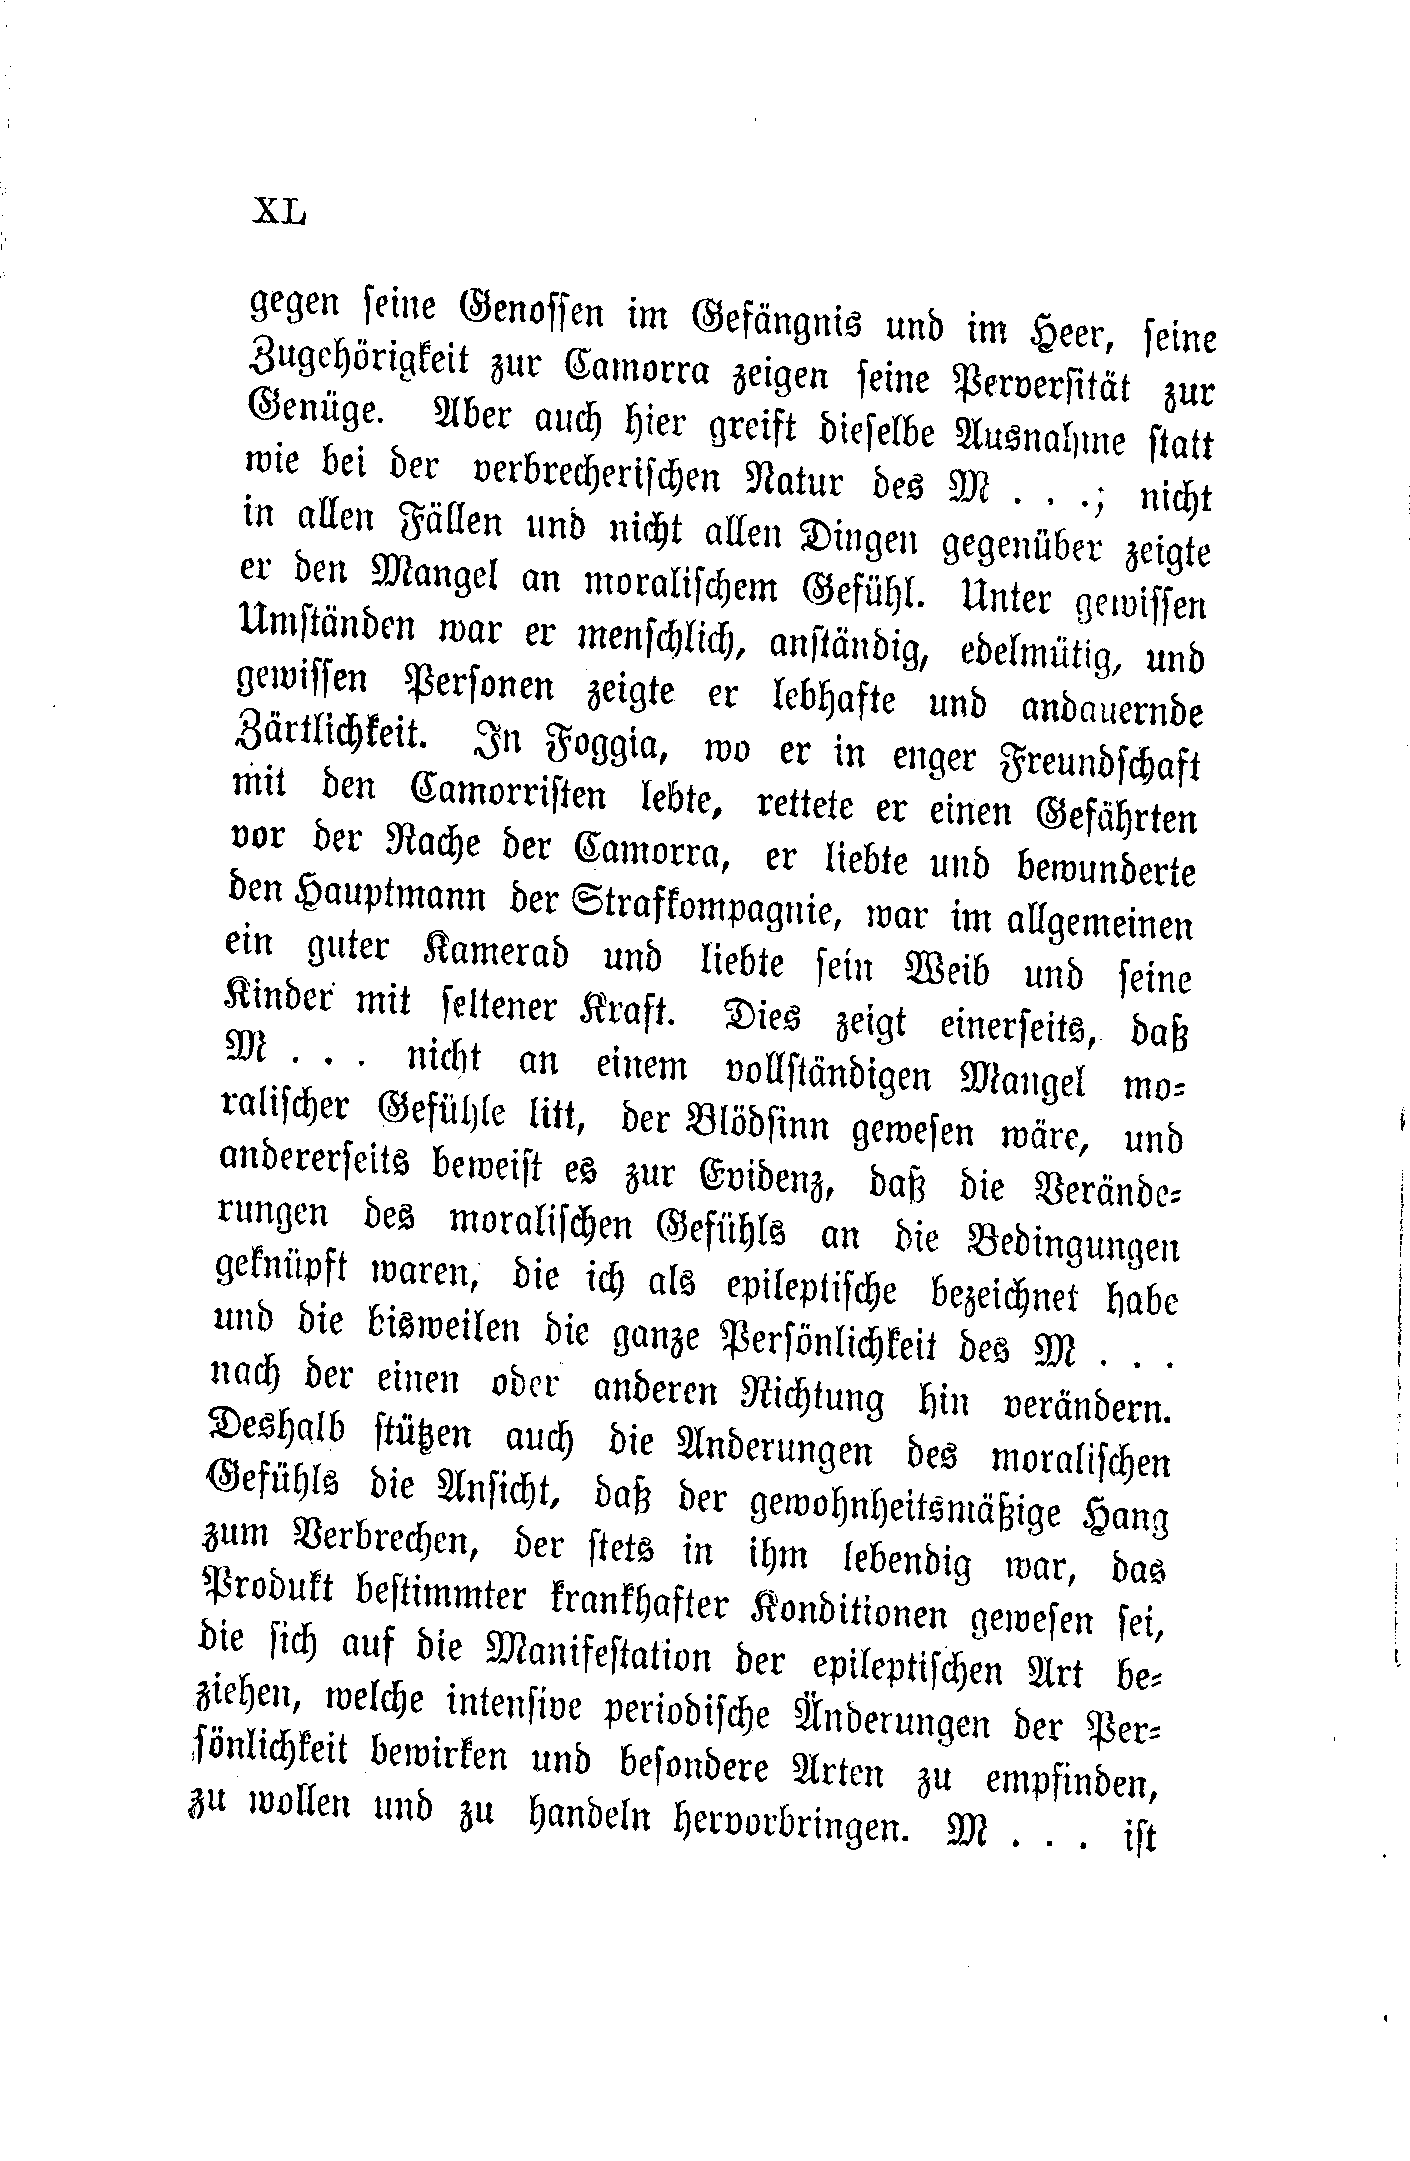 XL
gegen seine Genossen im Gefängnis und im Heer, seine
Zugehörigkeit zur Camorra zeigen seine Perversität zur
Genüge. Aber auch hier greift dieselbe Ausnahme statt
wie bei der verbrecherischen Natur des M . . .; nicht
in allen Fällen und nicht allen Dingen gegenüber zeigte
er den Mangel an moralischem Gefühl. Unter gewissen
Umständen war er menschlich, anständig, edelmütig, und
gewissen Personen zeigte er lebhafte und andauernde
Zärtlichkeit. In Foggia, wo er in enger Freundschaft
mit den Camorristen lebte, rettete er einen Gefährten
vor der Rache der Camorra, er liebte und bewunderte
den Hauptmann der Strafkompagnie, war im allgemeinen
ein guter Kamerad und liebte sein Weib und seine
Kinder mit seltener Kraft. Dies zeigt einerseits, daß
M . . . nicht an einem vollständigen Mangel mo-
ralischer Gefühle litt, der Blödsinn gewesen wäre, und
andererseits beweist es zur Evidenz, daß die Verände-
rungen des moralischen Gefühls an die Bedingungen
geknüpft waren, die ich als epileptische bezeichnet habe
und die bisweilen die ganze Persönlichkeit des M . . .
nach der einen oder anderen Richtung hin verändern.
Deshalb stützen auch die Anderungen des moralischen
Gefühls die Ansicht, daß der gewohnheitsmäßige Hang
zum Verbrechen, der stets in ihm lebendig war, das
Produkt bestimmter krankhafter Konditionen gewesen sei,
die sich auf die Manifestation der epileptischen Art be-
ziehen, welche intensive periodische Änderungen der Per-
sönlichkeit bewirken und besondere Arten zu empfinden,
zu wollen und zu handeln hervorbringen. M . . . ist